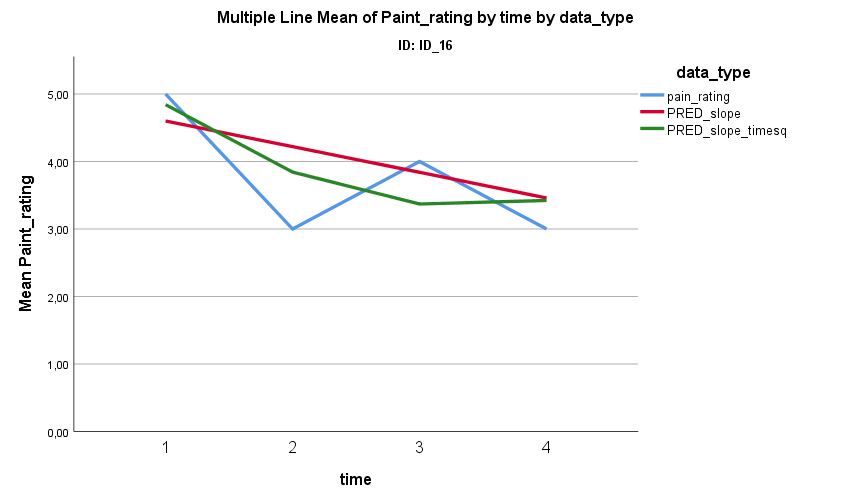 Multiple Line Mean of Paint_rating by time by data_type
ID: ID_16
data_type
pain_rating
PRED_slope
PRED_slope_timesq
Mean Paint_rating
5,00
4,00
3,00
2,00
1,00
0,00
1 2 3 4
time